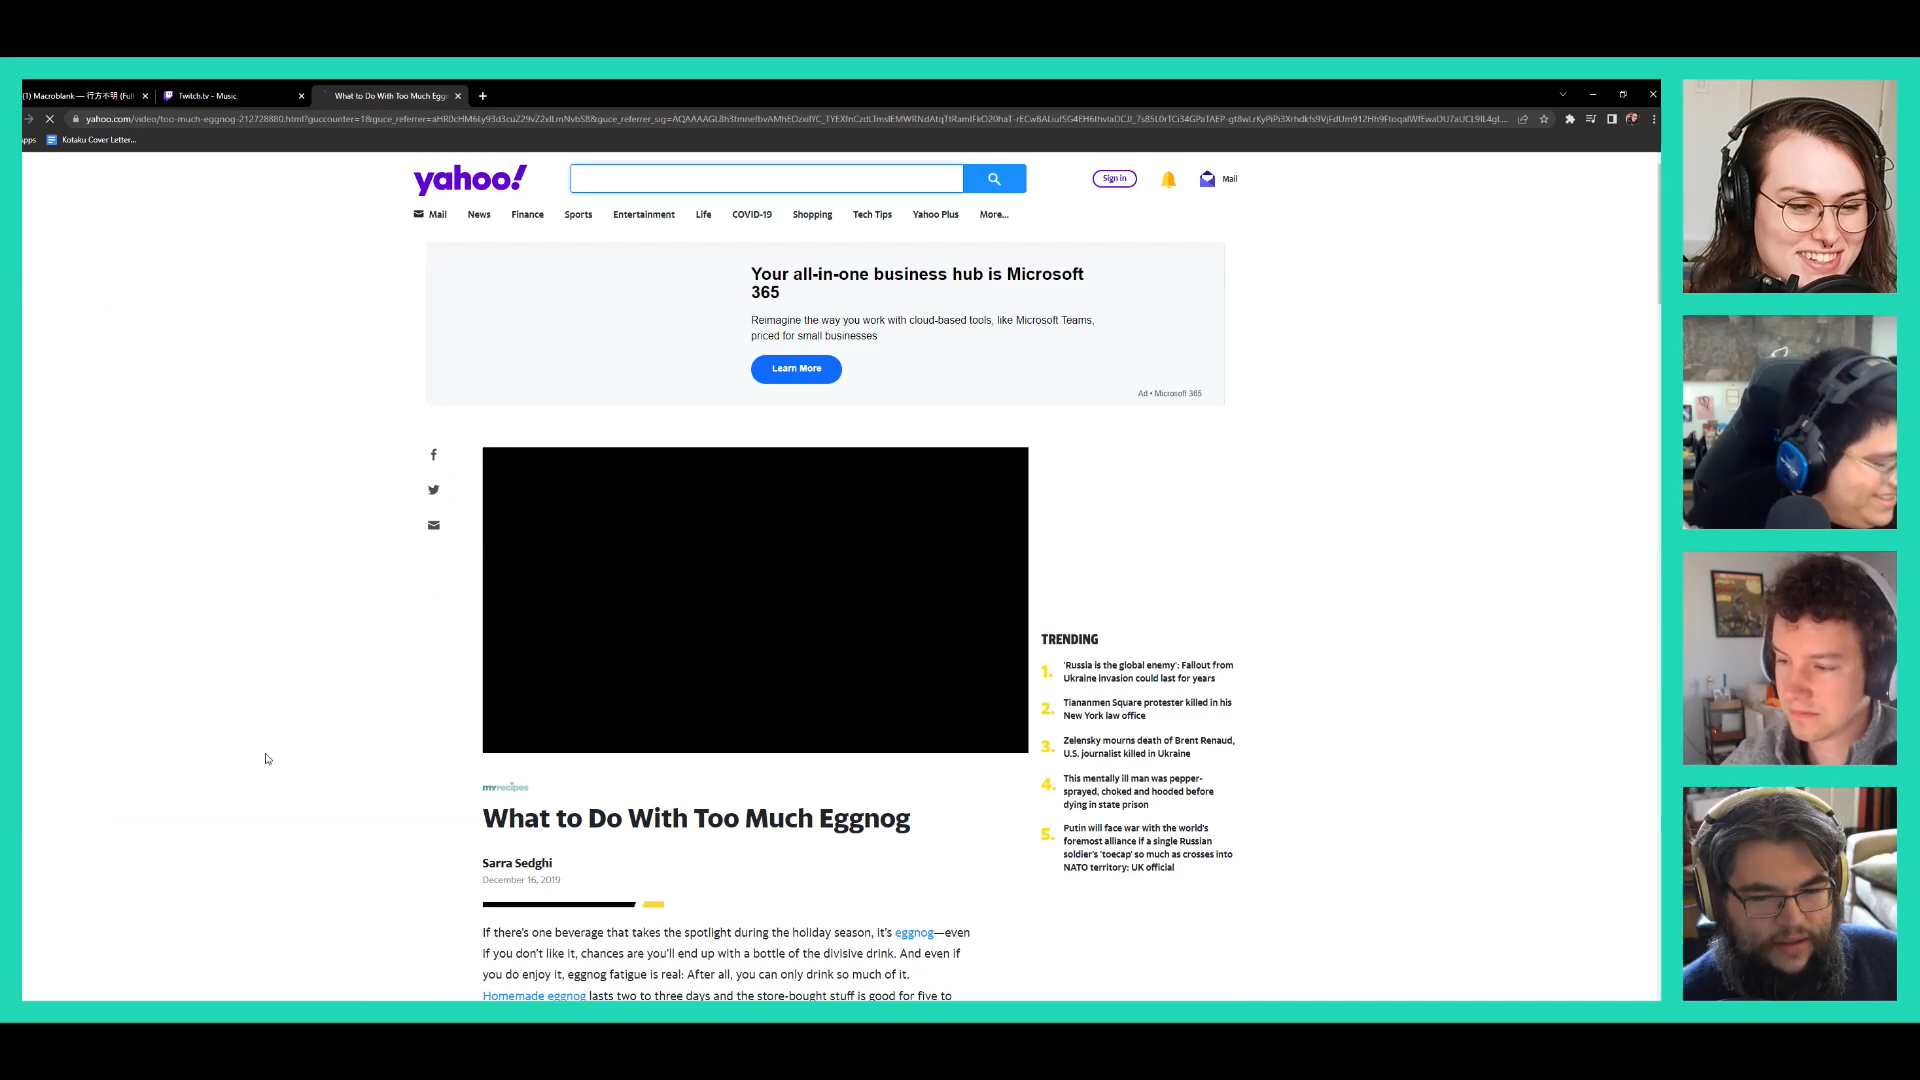 (1) Macroblank — 行方不明 (Full
Twitch.tv - Music
What to Do With Too Much Eggn
Apps
Kotaku Cover Letter...
yahoo!
Sign in
Mail
Mail
News
Finance
Sports
Entertainment
Life
COVID-19
Shopping
Tech Tips
Yahoo Plus
More...
Your all-in-one business hub is Microsoft
365
Reimagine the way you work with cloud-based tools, like Microsoft Teams,
priced for small businesses
Learn More
Ad • Microsoft 365
TRENDING
1. 'Russia is the global enemy': Fallout from
Ukraine invasion could last for years
2. Tiananmen Square protester killed in his
New York law office
3. Zelensky mourns death of Brent Renaud,
U.S. journalist killed in Ukraine
4. This mentally ill man was pepper-
sprayed, choked and hooded before
dying in state prison
5. Putin will face war with the world's
foremost alliance if a single Russian
soldier's 'toecap' so much as crosses into
NATO territory: UK official
myrecipes
What to Do With Too Much Eggnog
Sarra Sedghi
December 16, 2019
If there's one beverage that takes the spotlight during the holiday season, it's eggnog—even
if you don't like it, chances are you'll end up with a bottle of the divisive drink. And even if
you do enjoy it, eggnog fatigue is real: After all, you can only drink so much of it.
Homemade eggnog lasts two to three days and the store-bought stuff is good for five to